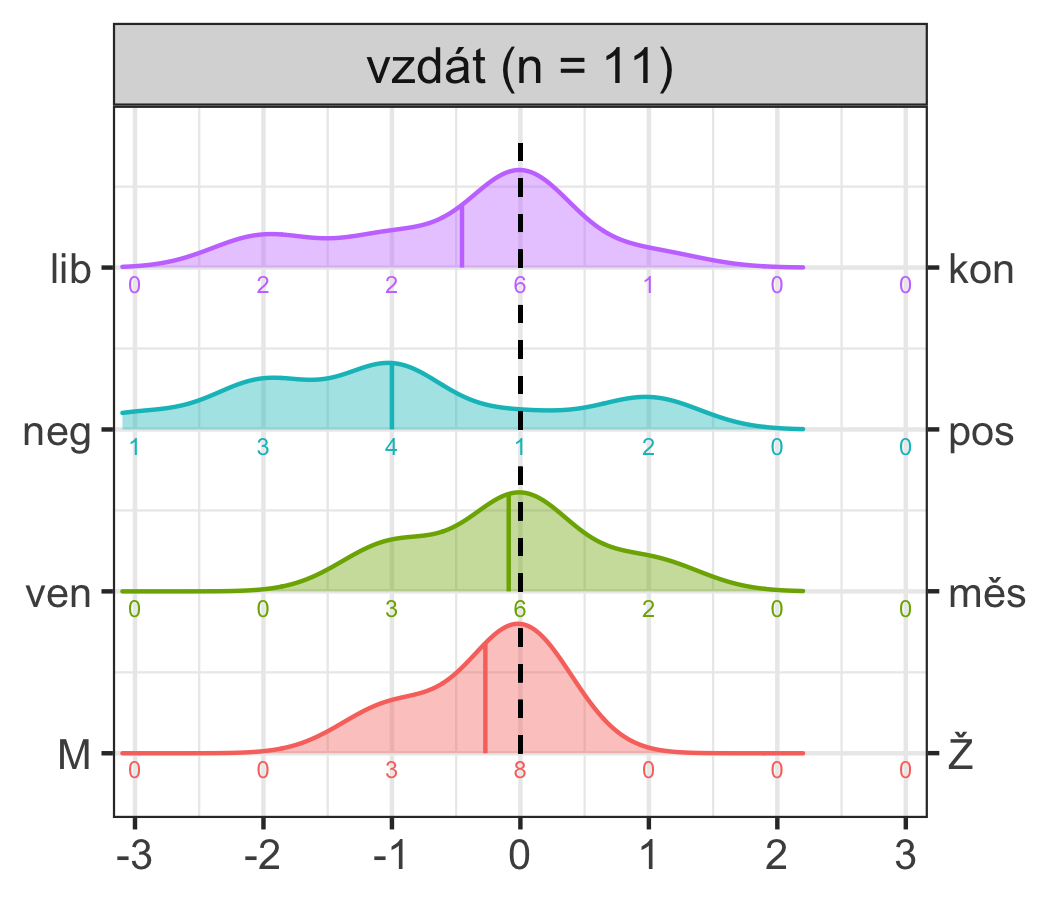 vzdát (n = 11)
lib kon
0 2 2 6 1 0 0
neg pos
1 3 4 1 2 0 0
ven měs
0 0 3 6 2 0 0
M Ž
0 0 3 8 0 0 0
-3 -2 -1 0 1 2 3